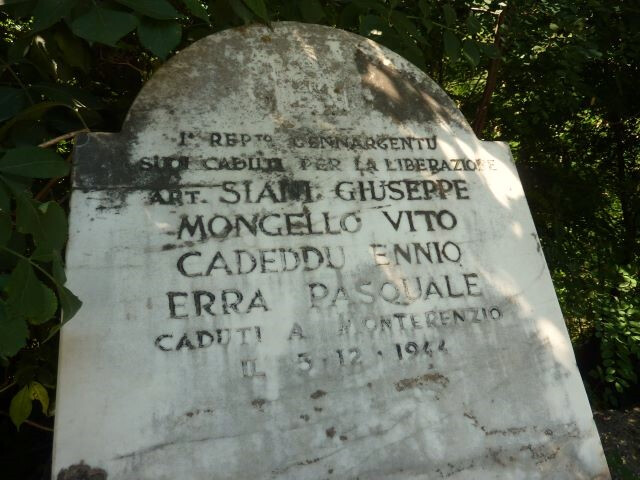 1° REPTO GENNARGENTU
SUOI CADUTI PER LA LIBERAZIONE
ART. SIANI GIUSEPPE
MONGELLO VITO
CADEDDU ENNIO
ERRA PASQUALE
CADUTI A MONTERENZIO
IL 5·12·1944